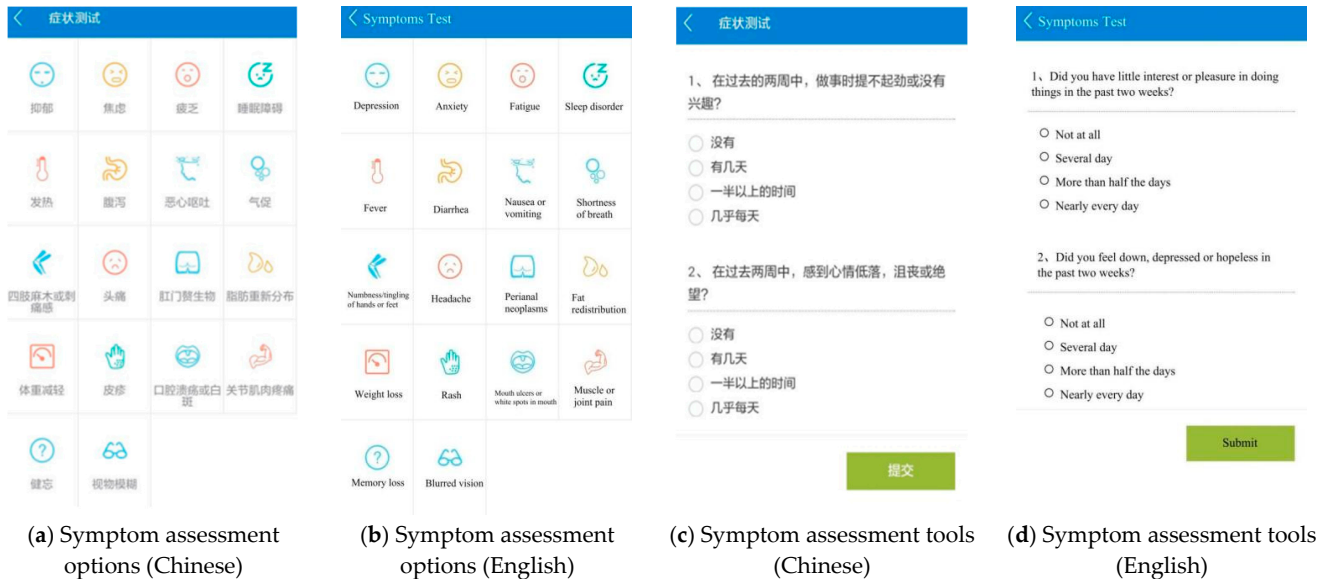 症状测试
抑郁 焦虑 疲乏 睡眠障碍
发热 腹泻 恶心呕吐 气促
四肢麻木或刺 头痛 肛门赘生物 脂肪重新分布
痛感
体重减轻 皮疹 口腔溃疡或白 关节肌肉疼痛
斑
健忘 视物模糊
(a) Symptom assessment
options (Chinese)
Symptoms Test
Depression Anxiety Fatigue Sleep disorder
Fever Diarrhea Nausea or Shortness
vomiting of breath
Numbness/tingling Headache Perianal Fat
of hands or feet neoplasms redistribution
Weight loss Rash Mouth ulcers or Muscle or
white spots in mouth joint pain
Memory loss Blurred vision
(b) Symptom assessment
options (English)
症状测试
1、 在过去的两周中，做事时提不起劲或没有
兴趣?
没有
有几天
一半以上的时间
几乎每天
2、 在过去两周中，感到心情低落，沮丧或绝
望?
没有
有几天
一半以上的时间
几乎每天
提交
(c) Symptom assessment tools
(Chinese)
Symptoms Test
1、Did you have little interest or pleasure in doing
things in the past two weeks?
Not at all
Several day
More than half the days
Nearly every day
2、Did you feel down, depressed or hopeless in
the past two weeks?
Not at all
Several day
More than half the days
Nearly every day
Submit
(d) Symptom assessment tools
(English)